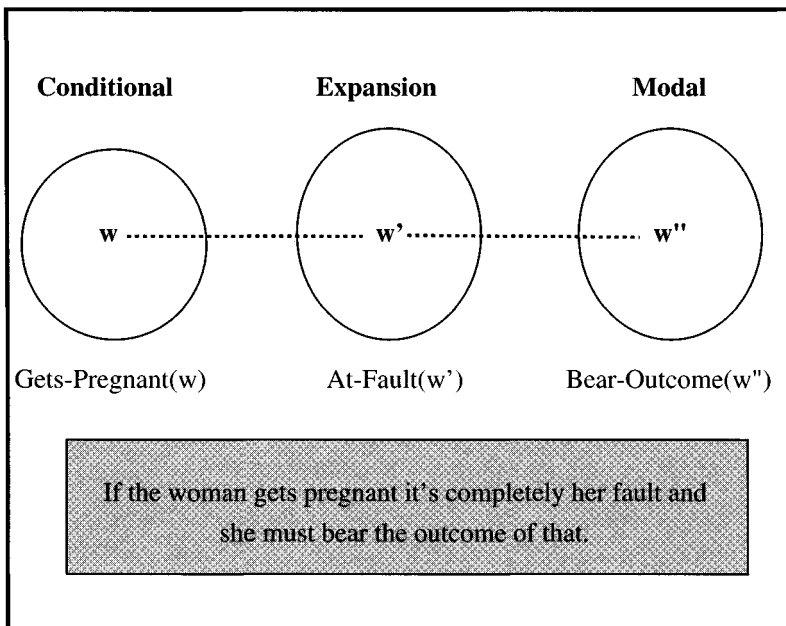 Conditional Expansion Modal
w w' w"
Gets-Pregnant(w) At-Fault(w') Bear-Outcome(w")
If the woman gets pregnant it's completely her fault and
she must bear the outcome of that.